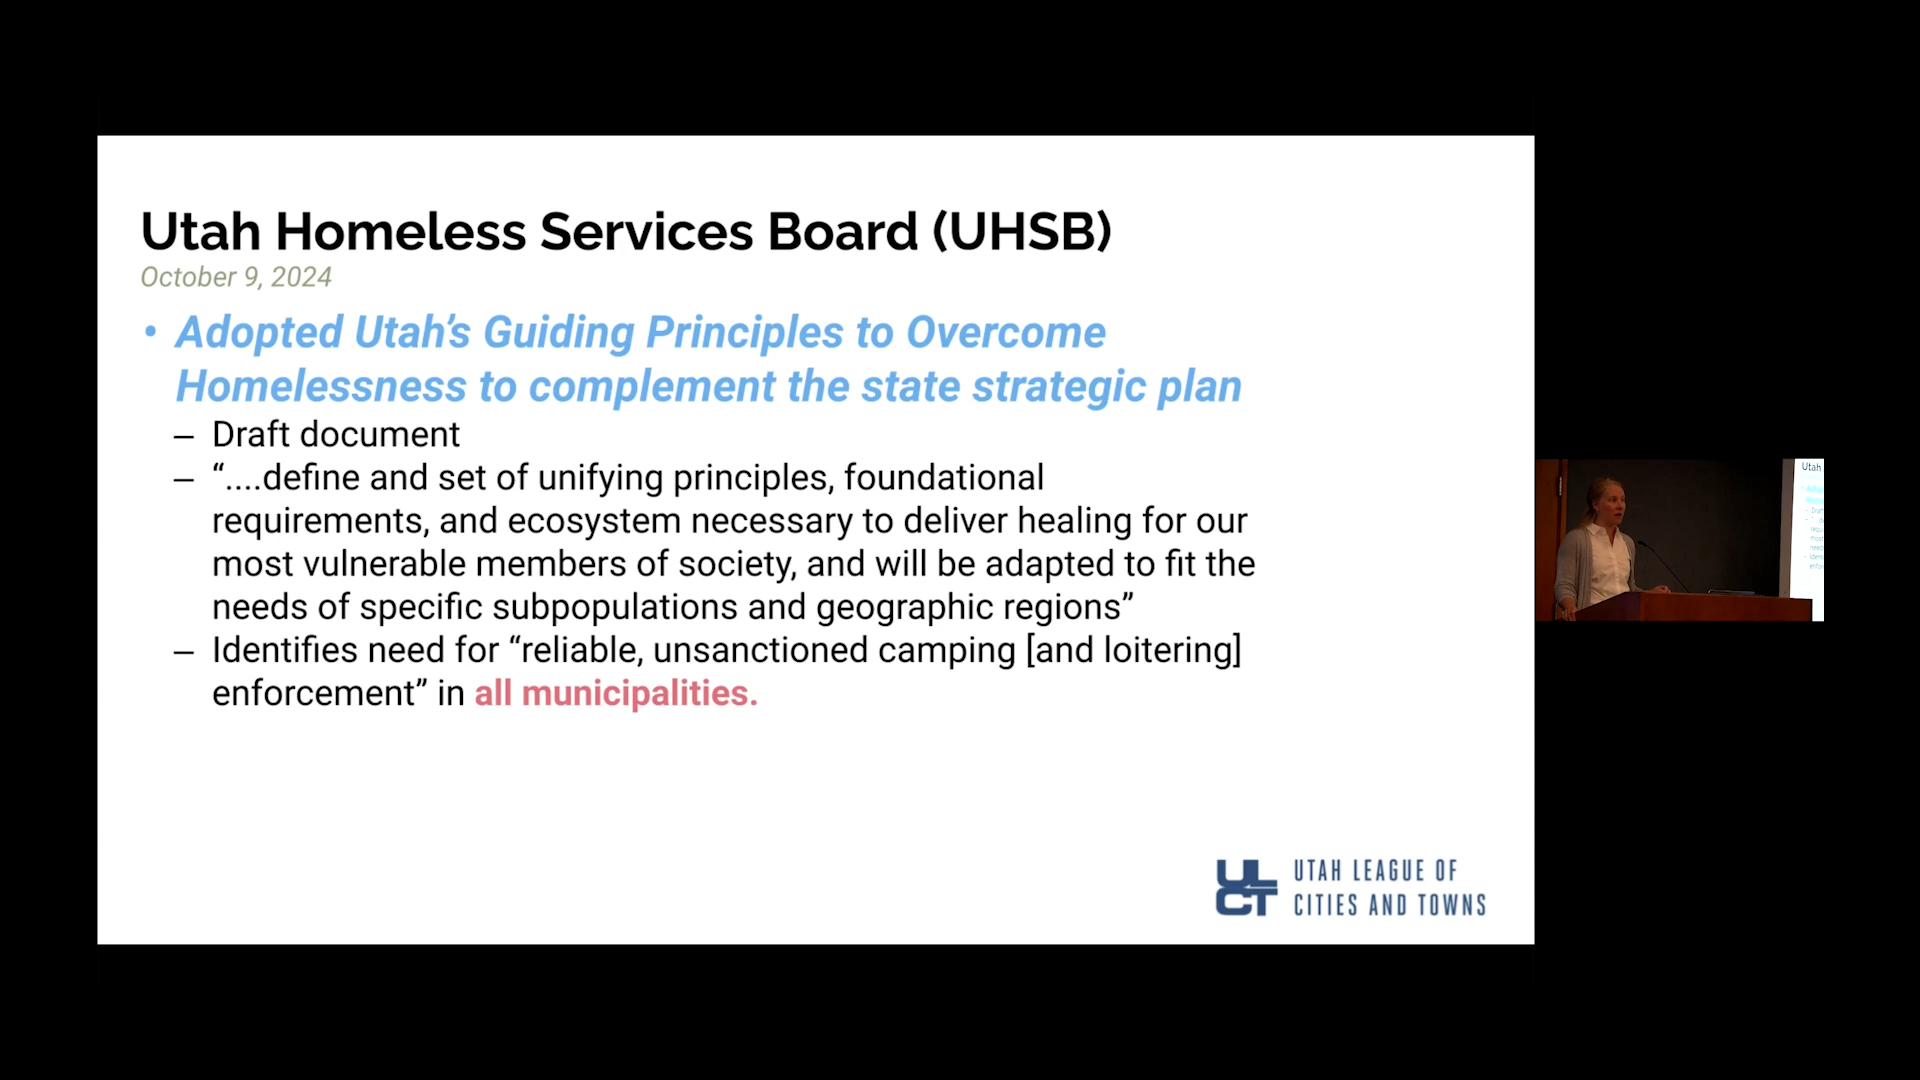 Utah Homeless Services Board (UHSB)
October 9, 2024
• Adopted Utah’s Guiding Principles to Overcome
Homelessness to complement the state strategic plan
– Draft document
– “....define and set of unifying principles, foundational
requirements, and ecosystem necessary to deliver healing for our
most vulnerable members of society, and will be adapted to fit the
needs of specific subpopulations and geographic regions”
– Identifies need for “reliable, unsanctioned camping [and loitering]
enforcement” in all municipalities.
ULCT
UTAH LEAGUE OF
CITIES AND TOWNS
Utah